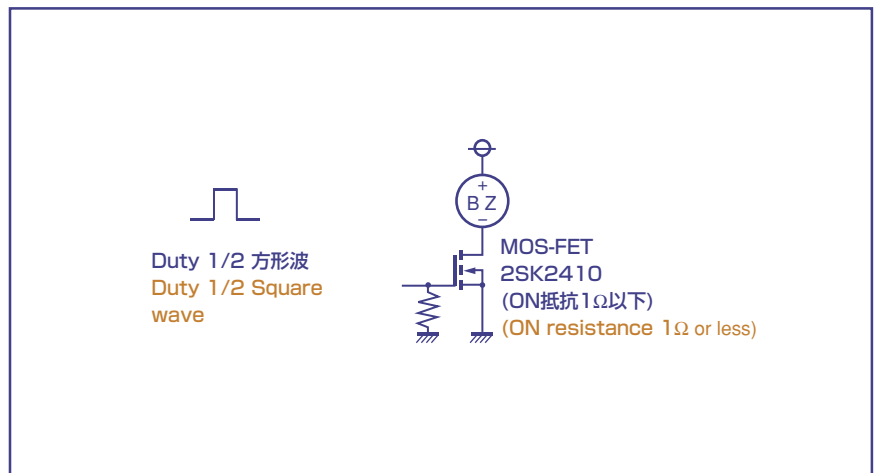 Duty 1/2 方形波
Duty 1/2 Square
wave
+
B Z
−
MOS-FET
2SK2410
(ON抵抗1Ω以下)
(ON resistance 1Ω or less)